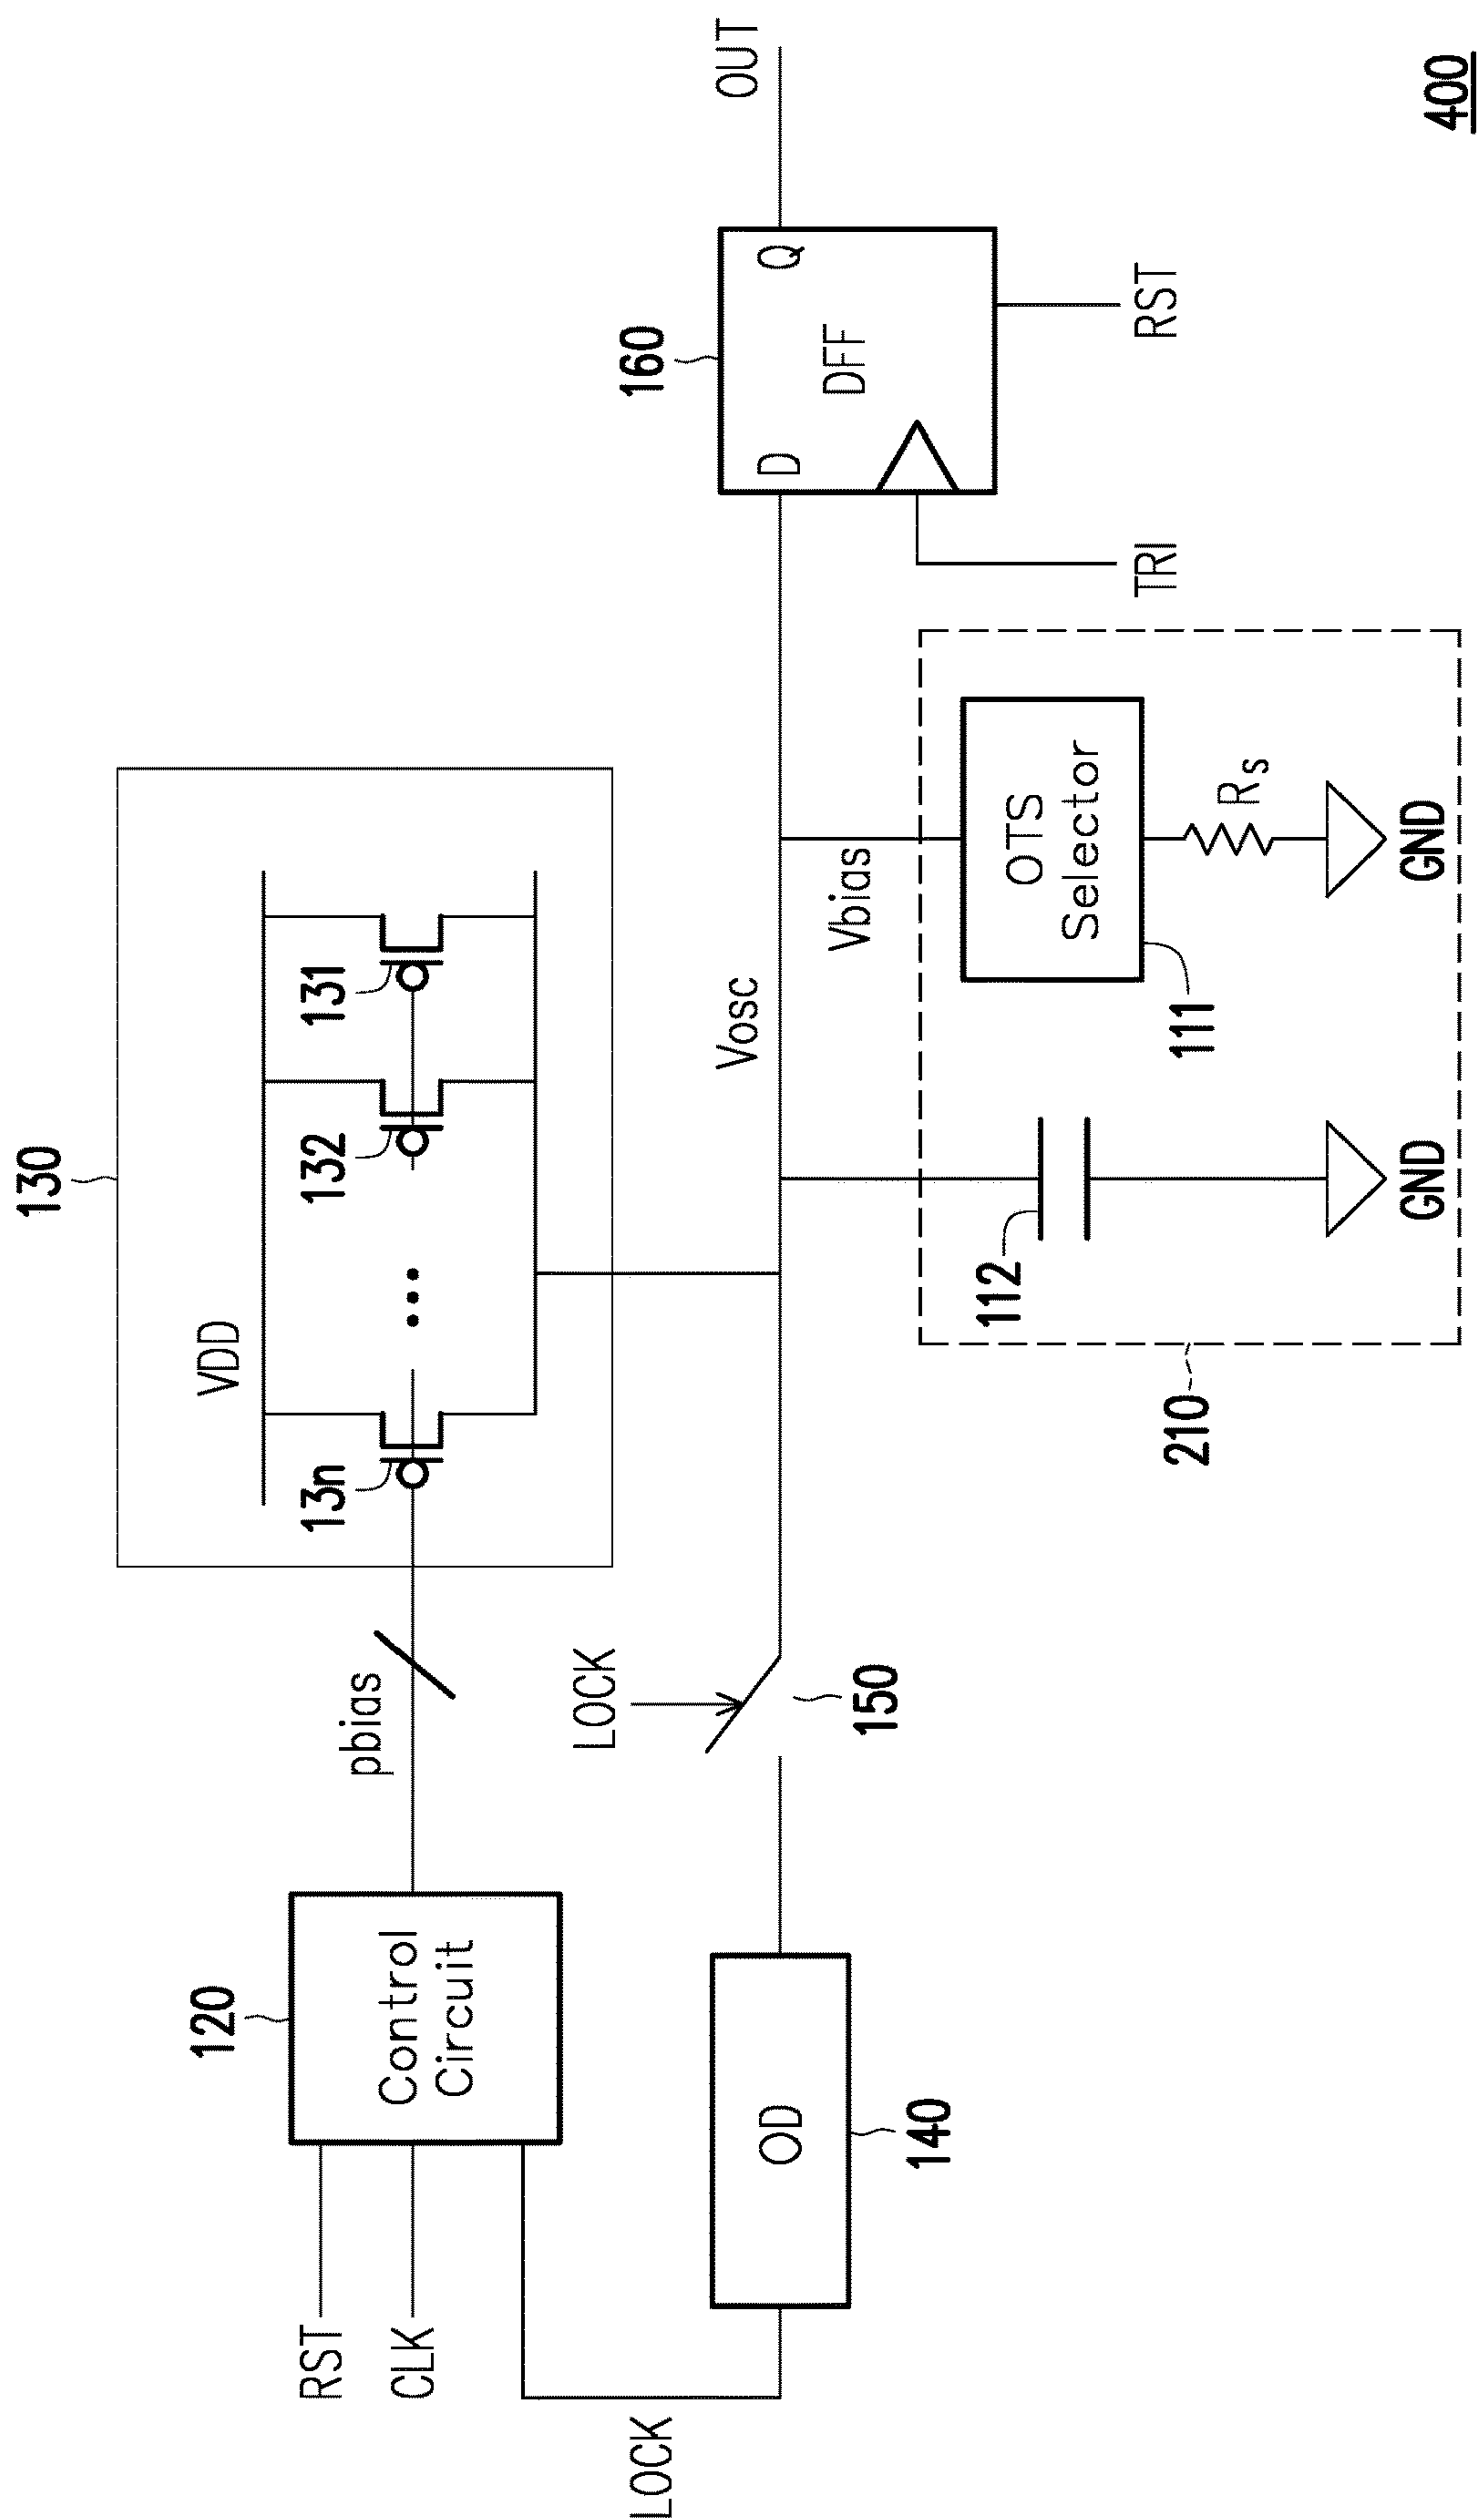 130
VDD
120
13n
132
131
RST
pbias
CLK
Control
Circuit
LOCK
LOCK
160
Vosc
OUT
D
Q
OD
Vbias
DFF
140
150
112
OTS
Selector
TRI
RST
111
210
Rs
GND
GND
400